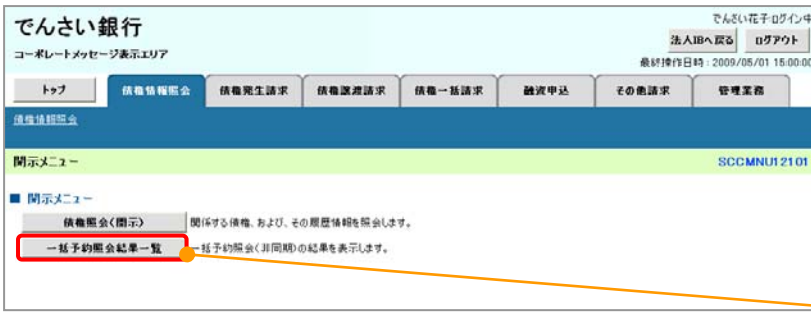 でんさい銀行
でんさい花子ログイン中
法人IBへ戻る ログアウト
コーポレートメッセージ表示エリア
最終操作日時：2009/05/01 15:00:00
トップ 債権情報照会 債権発生請求 債権譲渡請求 債権一括請求 融資申込 その他請求 管理業務
債権情報照会
開示メニュー SCCMNU12101
■ 開示メニュー
債権照会（開示） 関係する債権、および、その履歴情報を照会します。
一括予約照会結果一覧 一括予約照会（非同期）の結果を表示します。